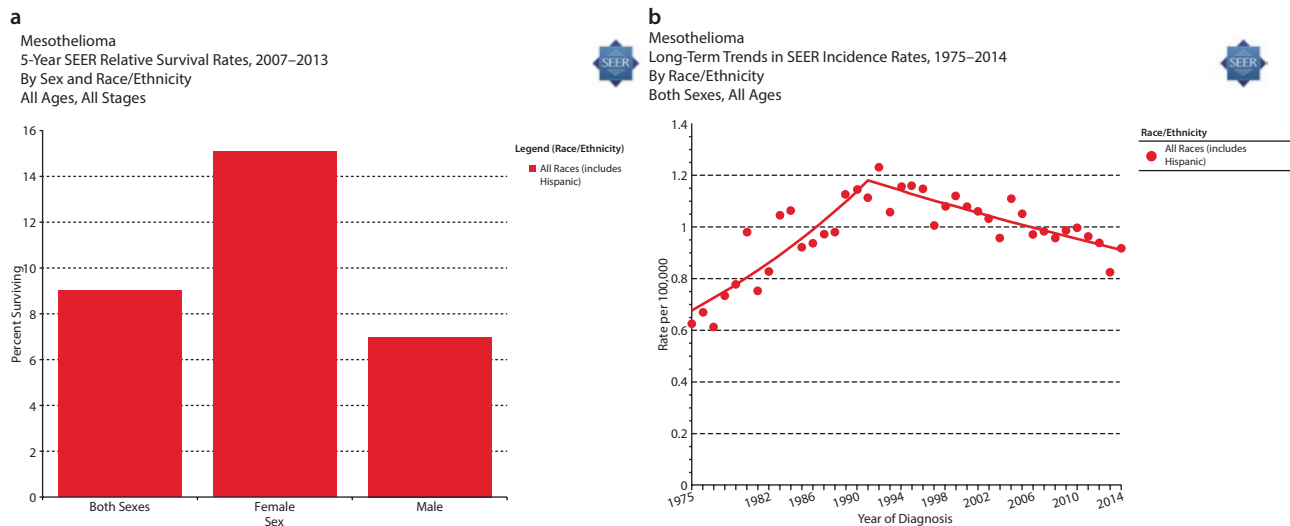 a
Mesothelioma
5-Year SEER Relative Survival Rates, 2007–2013
By Sex and Race/Ethnicity
All Ages, All Stages
SEER
16
14
12
10
8
6
4
2
0
Percent Surviving
Both Sexes
Female
Male
Sex
Legend (Race/Ethnicity)
All Races (includes
Hispanic)
b
Mesothelioma
Long-Term Trends in SEER Incidence Rates, 1975–2014
By Race/Ethnicity
Both Sexes, All Ages
SEER
1.4
1.2
1
0.8
0.6
0.4
0.2
0
Rate per 100,000
1975
1982
1986
1990
1994
1998
2002
2006
2010
2014
Year of Diagnosis
Race/Ethnicity
All Races (includes
Hispanic)